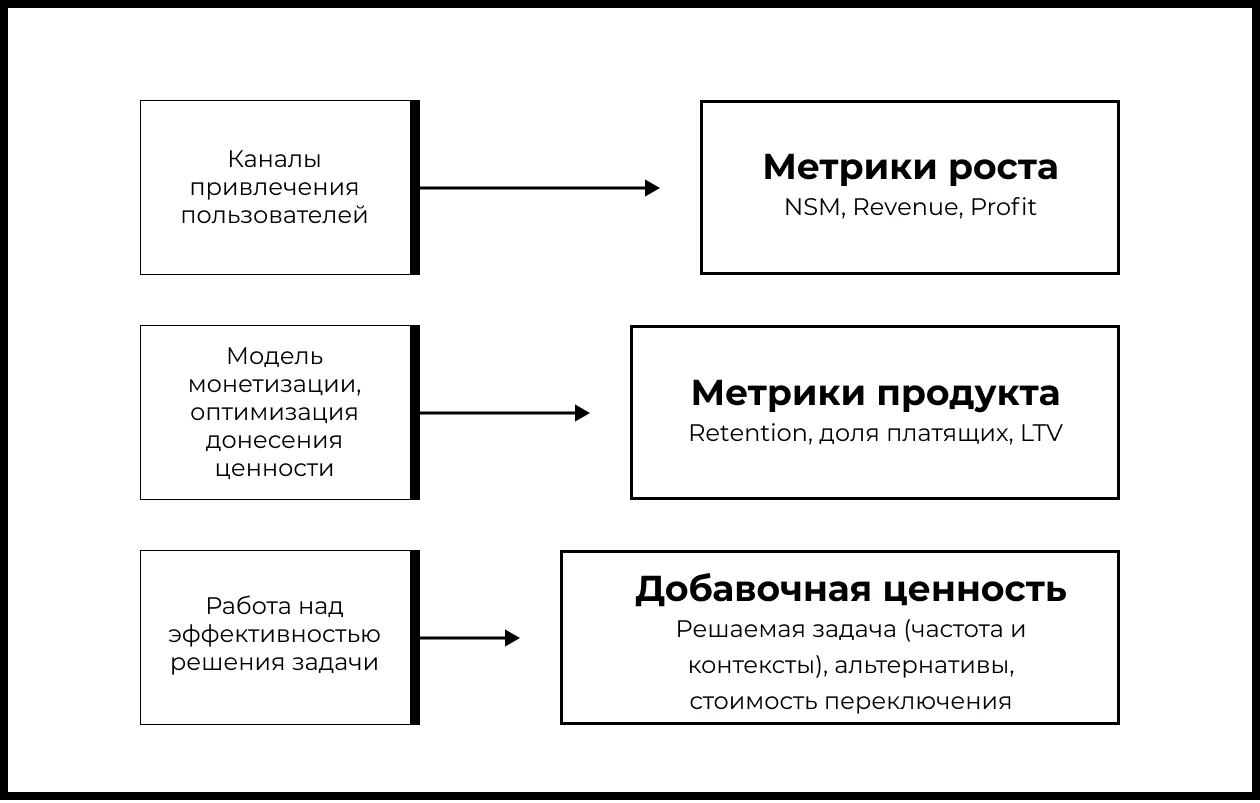 Каналы
привлечения
пользователей
Метрики роста
NSM, Revenue, Profit
Модель
монетизации,
оптимизация
донесения
ценности
Метрики продукта
Retention, доля платящих, LTV
Работа над
эффективностью
решения задачи
Добавочная ценность
Решаемая задача (частота и
контексты), альтернативы,
стоимость переключения